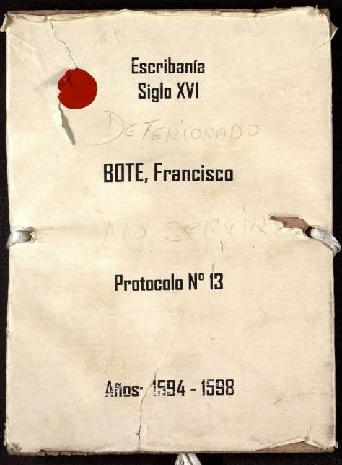 Escribanía
Siglo XVI
DETERIORADO
BOTE, Francisco
NO SERVIR
Protocolo Nº 13
Años: 1594 - 1598